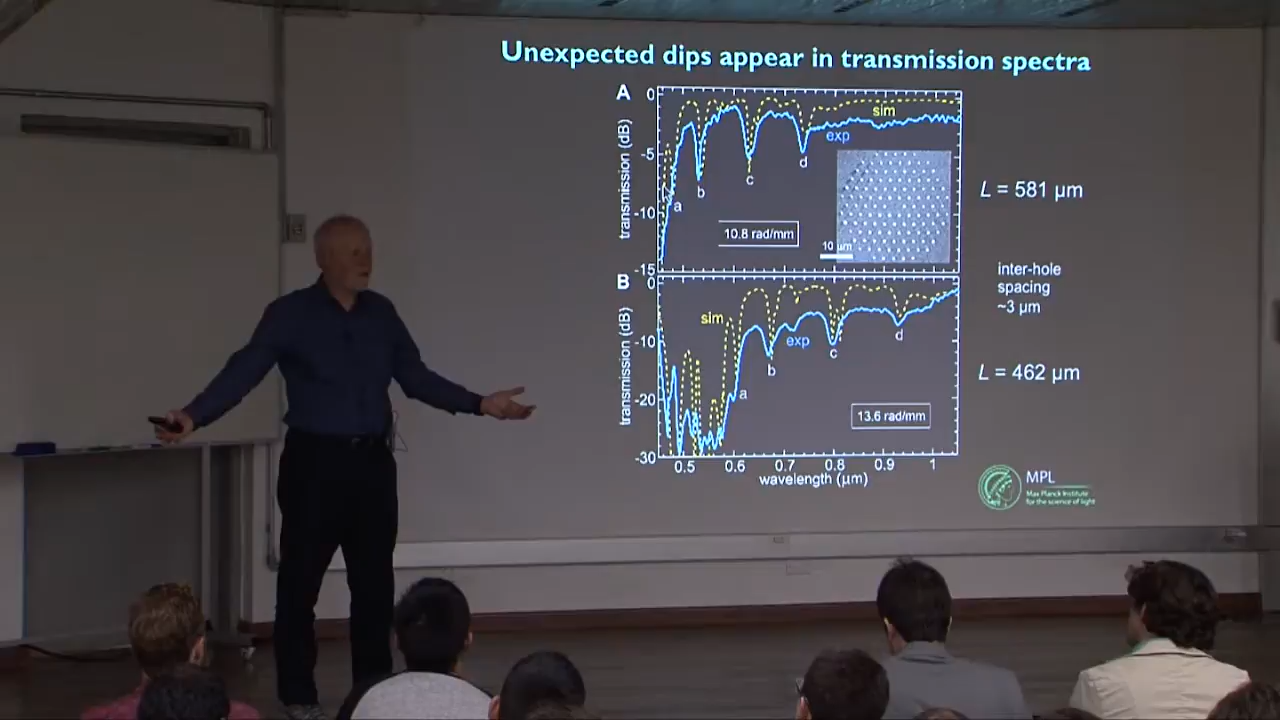 Unexpected dips appear in transmission spectra
A
0
-5
-10
-15
transmission (dB)
sim
exp
a
b
c
d
10.8 rad/mm
10 μm
L = 581 μm
inter-hole
spacing
~3 μm
B
0
-10
-20
-30
transmission (dB)
sim
exp
a
b
c
d
13.6 rad/mm
L = 462 μm
0.5 0.6 0.7 0.8 0.9 1
wavelength (μm)
MPL
Max Planck Institute
for the science of light